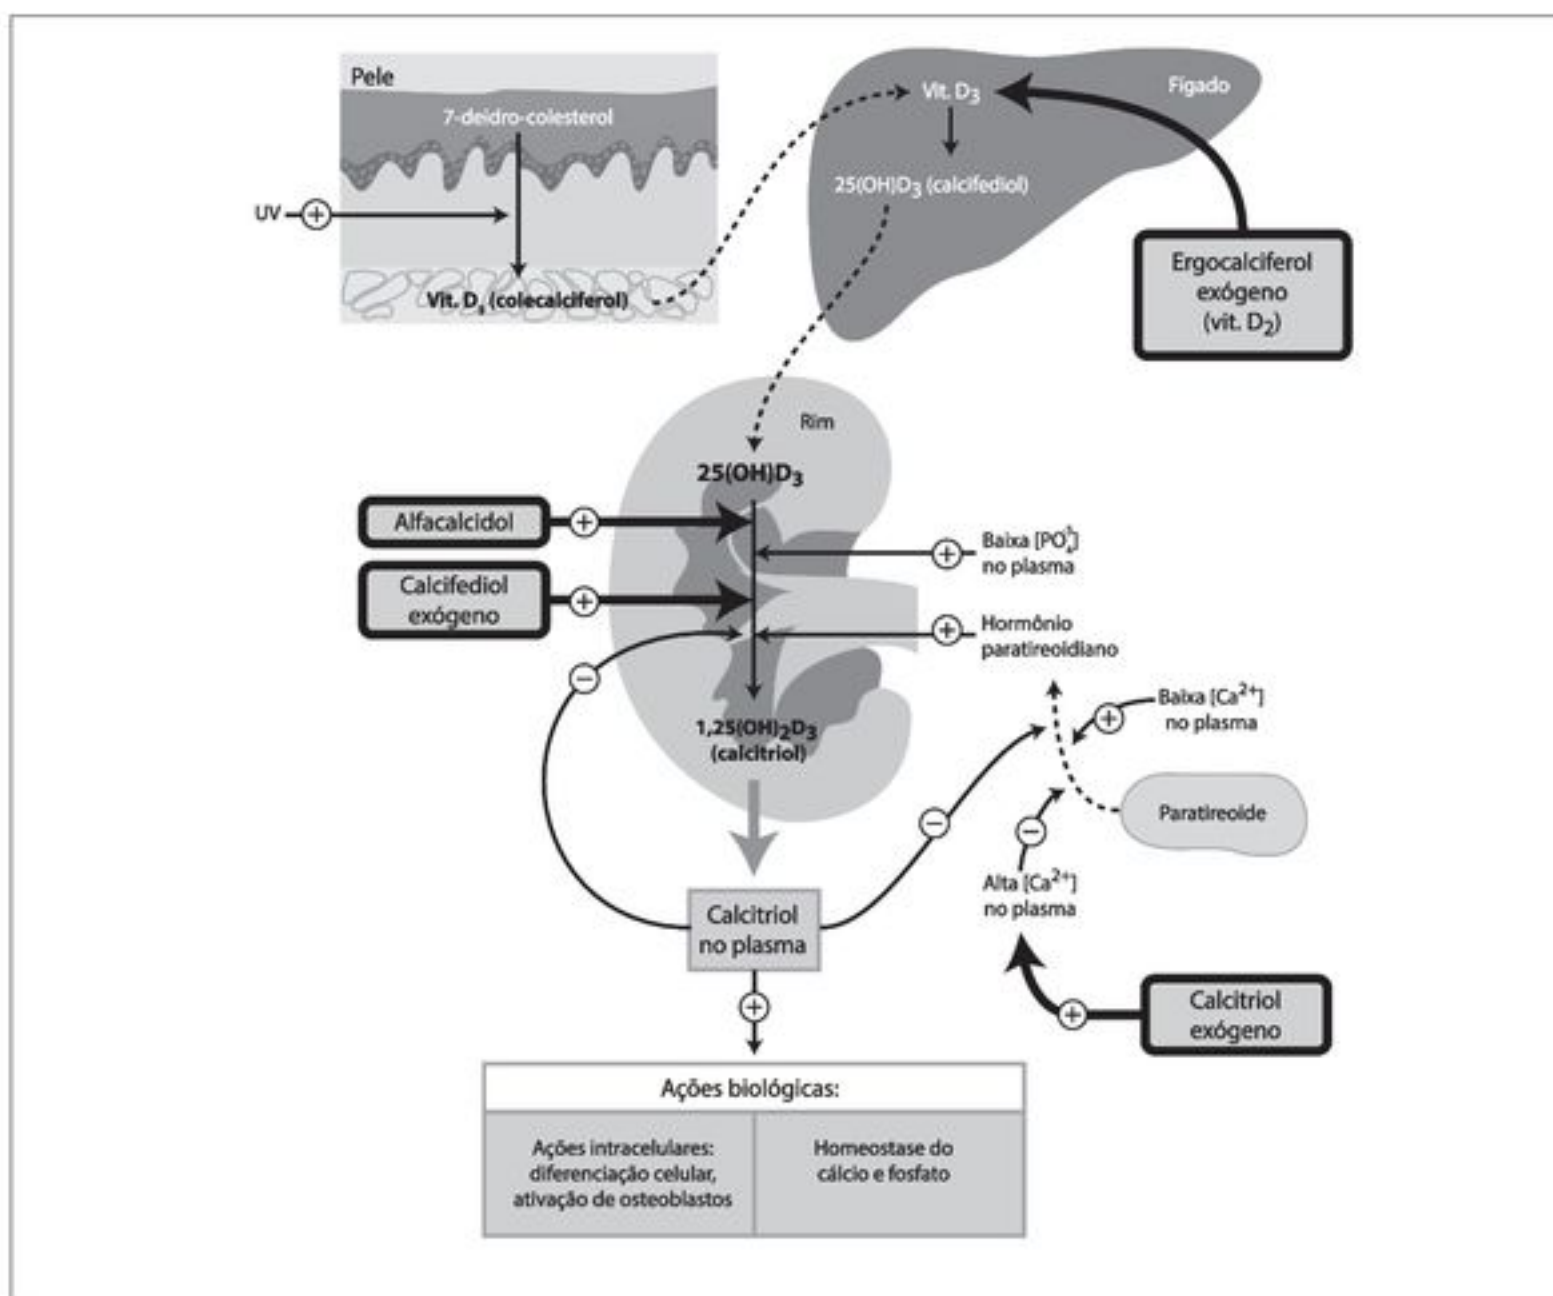 Pele
7-deidro-colesterol
UV
+
Vit. D3 (colecalciferol)
Fígado
Vit. D3
25(OH)D3 (calcifediol)
Ergocalciferol
exógeno
(vit. D2)
Rim
25(OH)D3
Alfacalcidol
+
Calcifediol
exógeno
+
+
Baixa [PO
no plasma
+
Hormônio
paratireoidiano
−
1,25(OH)2D3
(calcitriol)
Baixa [Ca2+]
no plasma
+
Paratireoide
−
−
Alta [Ca2+]
no plasma
Calcitriol
no plasma
+
Calcitriol
exógeno
+
Ações biológicas:
Ações intracelulares:
diferenciação celular,
ativação de osteoblastos
Homeostase do
cálcio e fosfato